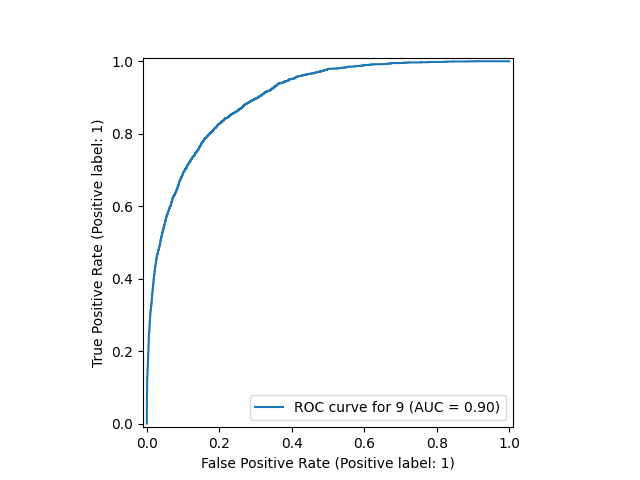 1.0
0.8
0.6
0.4
0.2
0.0
True Positive Rate (Positive label: 1)
ROC curve for 9 (AUC = 0.90)
0.0 0.2 0.4 0.6 0.8 1.0
False Positive Rate (Positive label: 1)